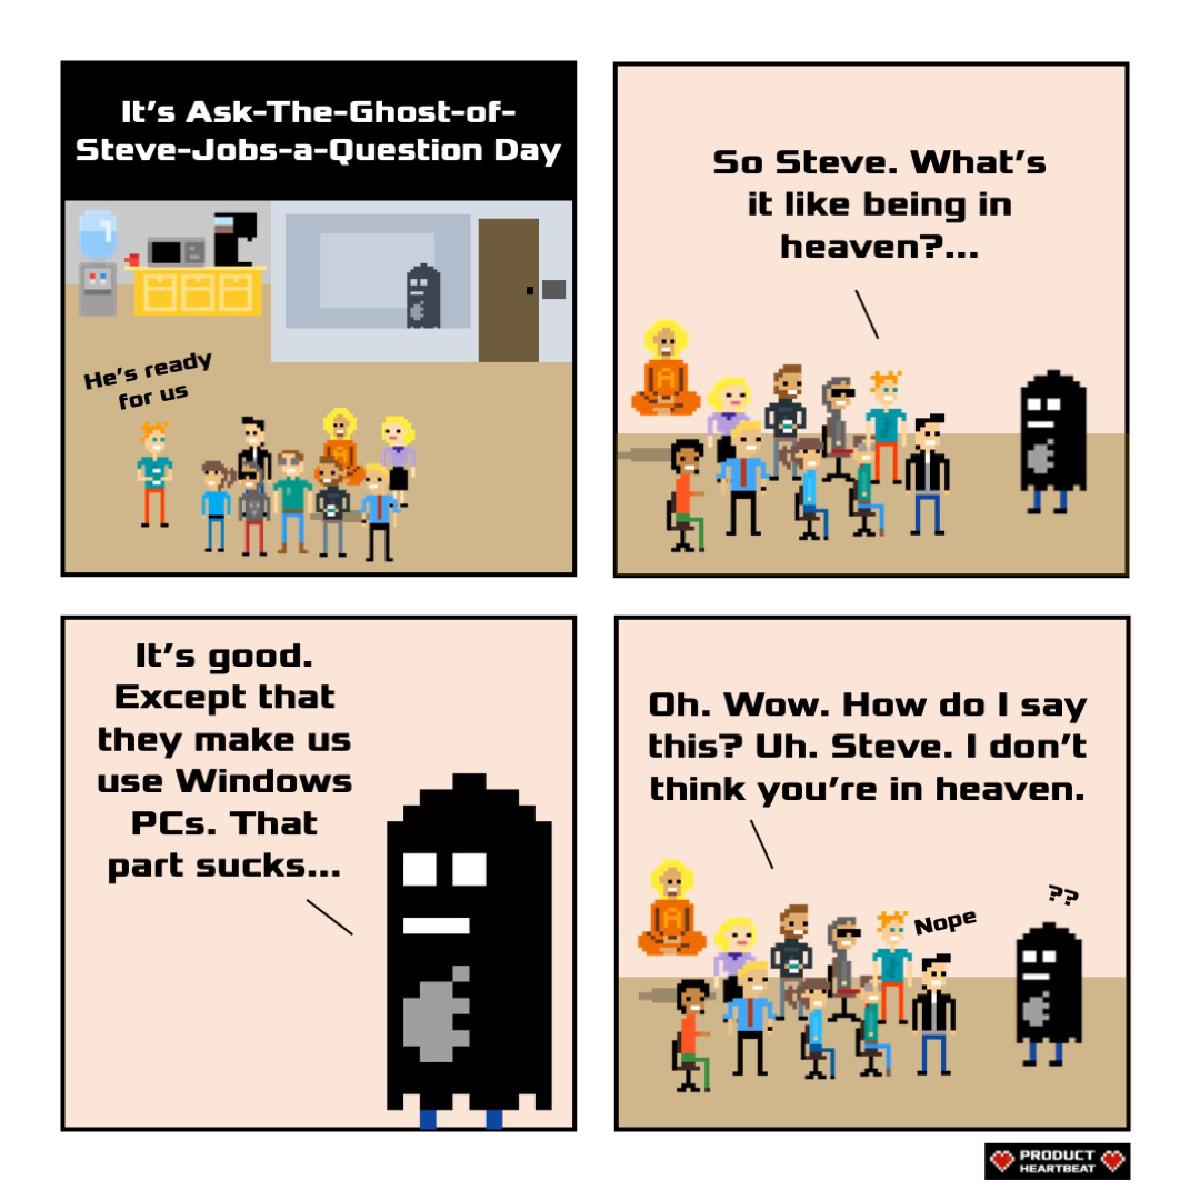 It's Ask-The-Ghost-of-
Steve-Jobs-a-Question Day
He's ready
for us
So Steve. What's
it like being in
heaven?...
It's good.
Except that
they make us
use Windows
PCs. That
part sucks...
Oh. Wow. How do I say
this? Uh. Steve. I don't
think you're in heaven.
Nope
??
PRODUCT
HEARTBEAT